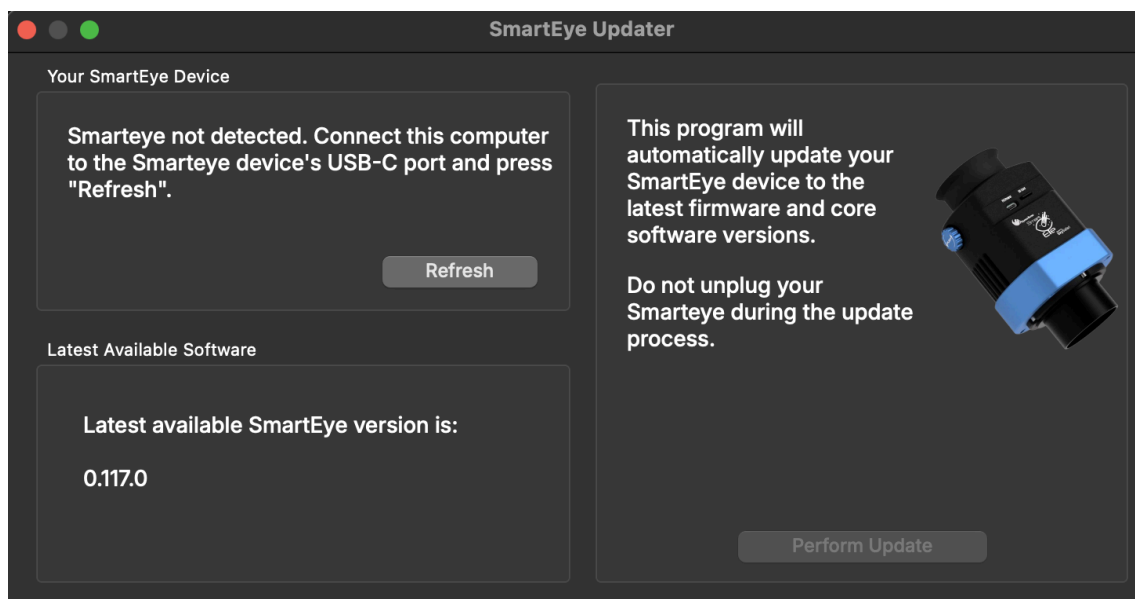 SmartEye Updater
Your SmartEye Device
Smarteye not detected. Connect this computer
to the Smarteye device's USB-C port and press
"Refresh".
Refresh
Latest Available Software
Latest available SmartEye version is:
0.117.0
This program will
automatically update your
SmartEye device to the
latest firmware and core
software versions.
Do not unplug your
Smarteye during the update
process.
Perform Update